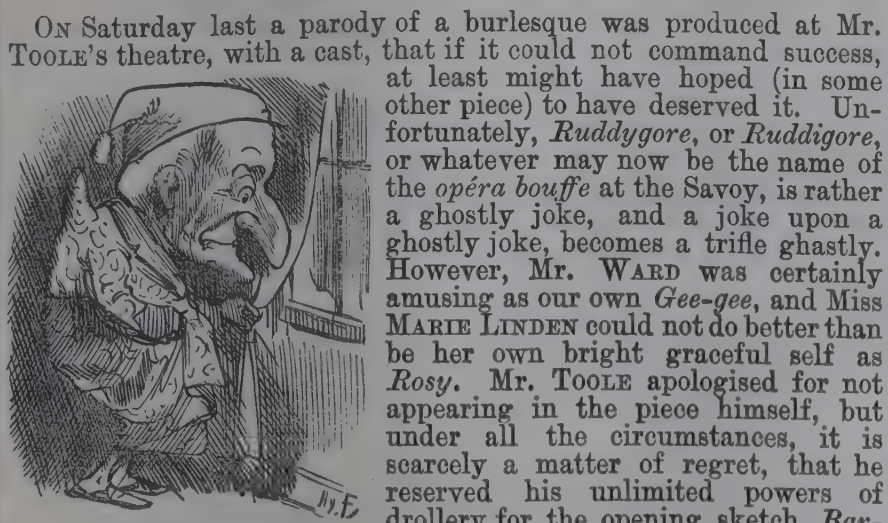 ON Saturday last a parody of a burlesque was produced at Mr.
TOOLE'S theatre, with a cast, that if it could not command success,
at least might have hoped (in some
other piece) to have deserved it. Un-
fortunately, Ruddygore, or Ruddigore,
or whatever may now be the name of
the opéra bouffe at the Savoy, is rather
a ghostly joke, and a joke upon a
ghostly joke, becomes a trifle ghastly.
However, Mr. WARD was certainly
amusing as our own Gee-gee, and Miss
MARIE LINDEN could not do better than
be her own bright graceful self as
Rosy. Mr. TOOLE apologised for not
appearing in the piece himself, but
under all the circumstances, it is
scarcely a matter of regret, that he
reserved his unlimited powers of
drollery for the opening sketch, Bar-